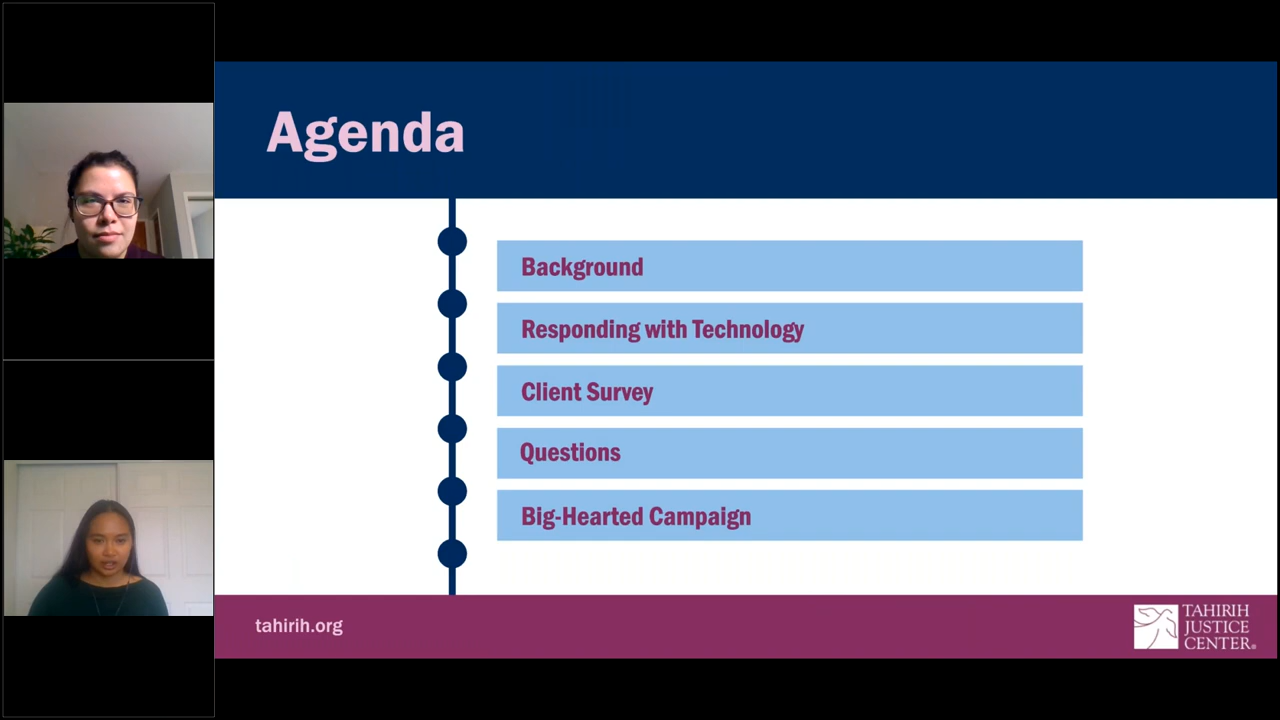 Agenda
Background
Responding with Technology
Client Survey
Questions
Big-Hearted Campaign
tahirih.org
TAHIRIH
JUSTICE
CENTER®